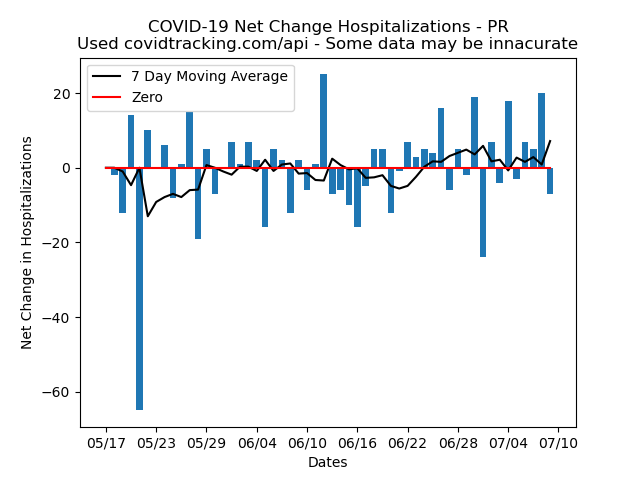 COVID-19 Net Change Hospitalizations - PR
Used covidtracking.com/api - Some data may be innacurate
7 Day Moving Average
Zero
Net Change in Hospitalizations
20
0
−20
−40
−60
05/17 05/23 05/29 06/04 06/10 06/16 06/22 06/28 07/04 07/10
Dates